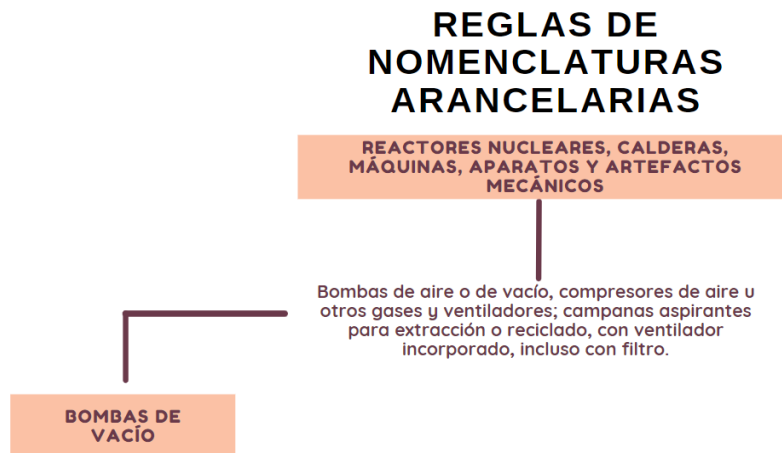 REGLAS DE
NOMENCLATURAS
ARANCELARIAS
REACTORES NUCLEARES, CALDERAS,
MÁQUINAS, APARATOS Y ARTEFACTOS
MECÁNICOS
Bombas de aire o de vacío, compresores de aire u
otros gases y ventiladores; campanas aspirantes
para extracción o reciclado, con ventilador
incorporado, incluso con filtro.
BOMBAS DE
VACÍO